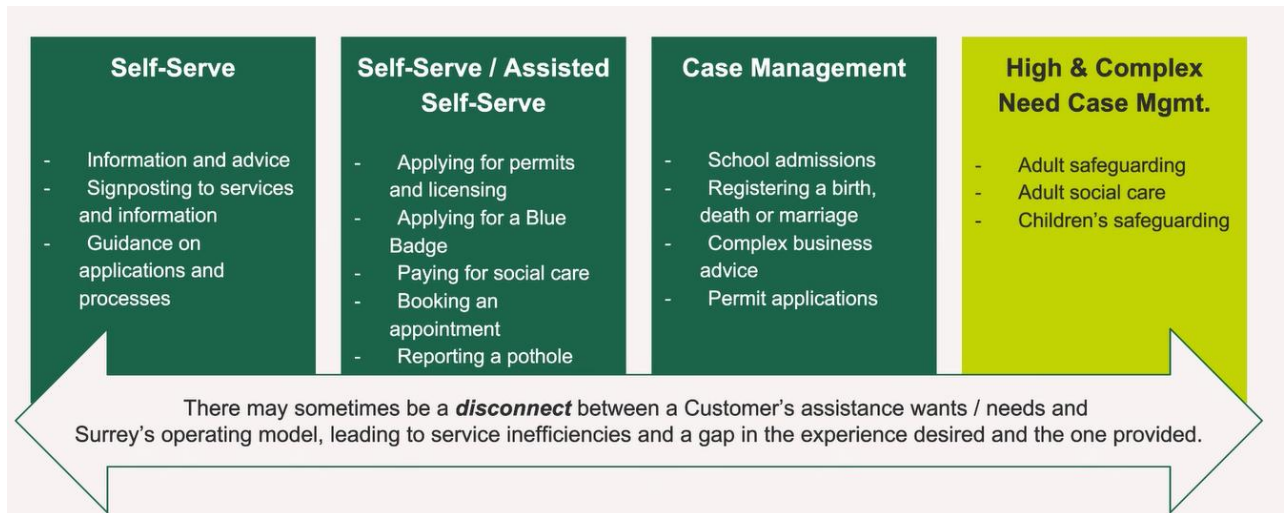 Self-Serve
- Information and advice
- Signposting to services
and information
- Guidance on
applications and
processes
Self-Serve / Assisted
Self-Serve
- Applying for permits
and licensing
- Applying for a Blue
Badge
- Paying for social care
- Booking an
appointment
- Reporting a pothole
Case Management
- School admissions
- Registering a birth,
death or marriage
- Complex business
advice
- Permit applications
High & Complex
Need Case Mgmt.
- Adult safeguarding
- Adult social care
- Children's safeguarding
There may sometimes be a disconnect between a Customer's assistance wants / needs and
Surrey's operating model, leading to service inefficiencies and a gap in the experience desired and the one provided.